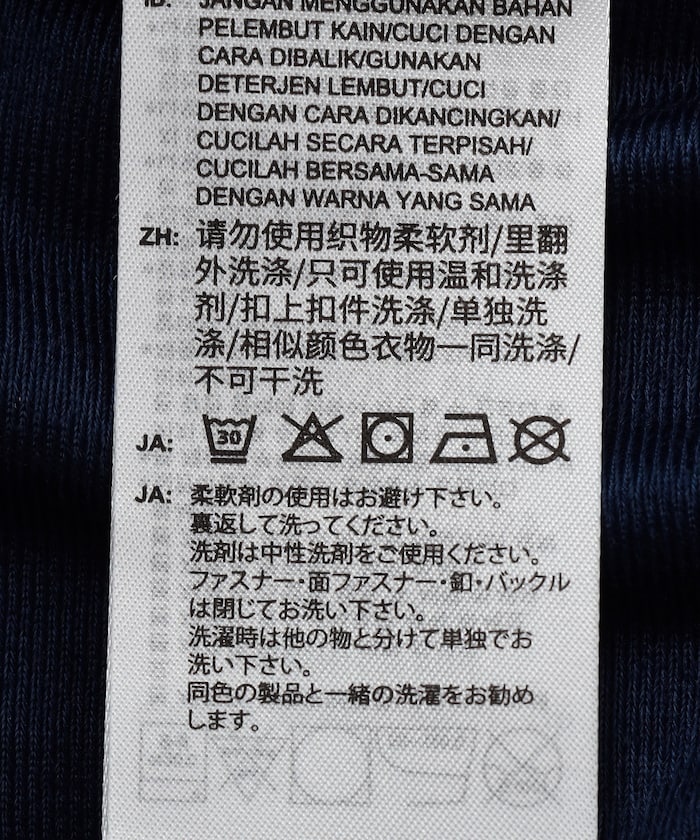 ID: JANGAN MENGGUNAKAN BAHAN
PELEMBUT KAIN/CUCI DENGAN
CARA DIBALIK/GUNAKAN
DETERJEN LEMBUT/CUCI
DENGAN CARA DIKANCINGKAN/
CUCILAH SECARA TERPISAH/
CUCILAH BERSAMA-SAMA
DENGAN WARNA YANG SAMA
ZH: 请勿使用织物柔软剂/里翻
外洗涤/只可使用温和洗涤
剂/扣上扣件洗涤/单独洗
涤/相似颜色衣物一同洗涤/
不可干洗
JA: 30
JA: 柔軟剤の使用はお避け下さい。
裏返して洗ってください。
洗剤は中性洗剤をご使用ください。
ファスナー・面ファスナー・釦・バックル
は閉じてお洗い下さい。
洗濯時は他の物と分けて単独でお
洗い下さい。
同色の製品と一緒の洗濯をお勧め
します。